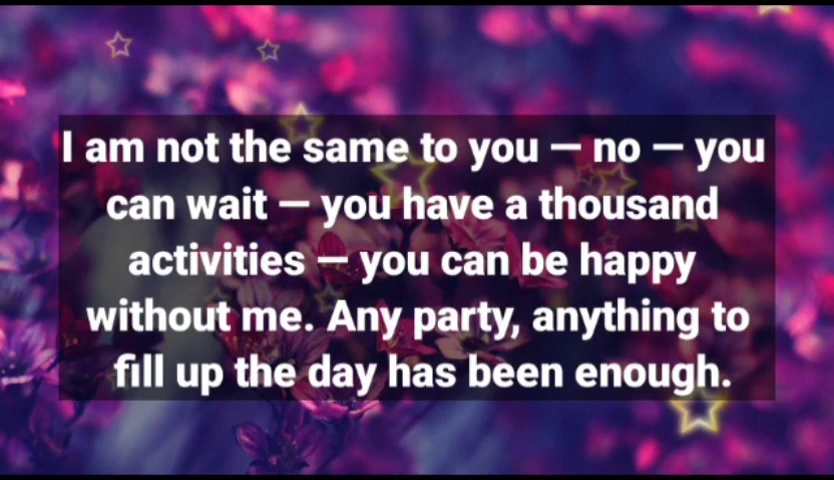 I am not the same to you — no — you
can wait — you have a thousand
activities — you can be happy
without me. Any party, anything to
fill up the day has been enough.